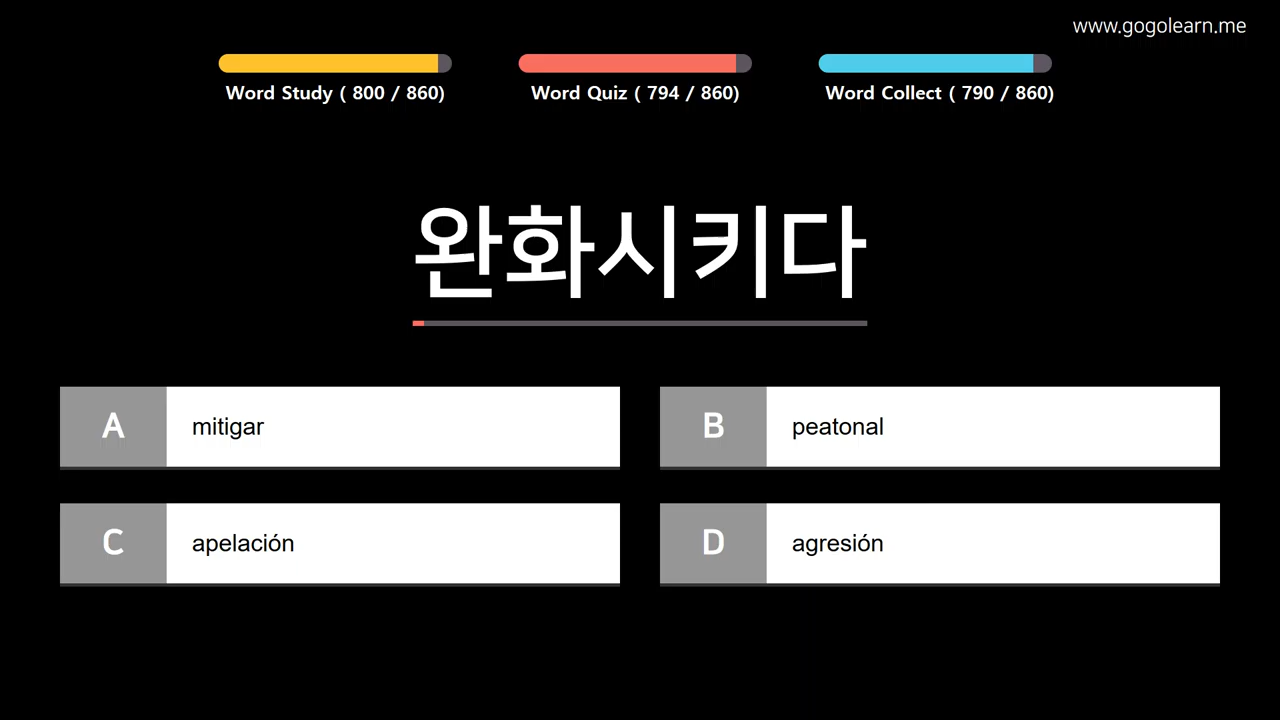 www.gogolearn.me
Word Study ( 800 / 860)
Word Quiz ( 794 / 860)
Word Collect ( 790 / 860)
완화시키다
A mitigar
B peatonal
C apelación
D agresión